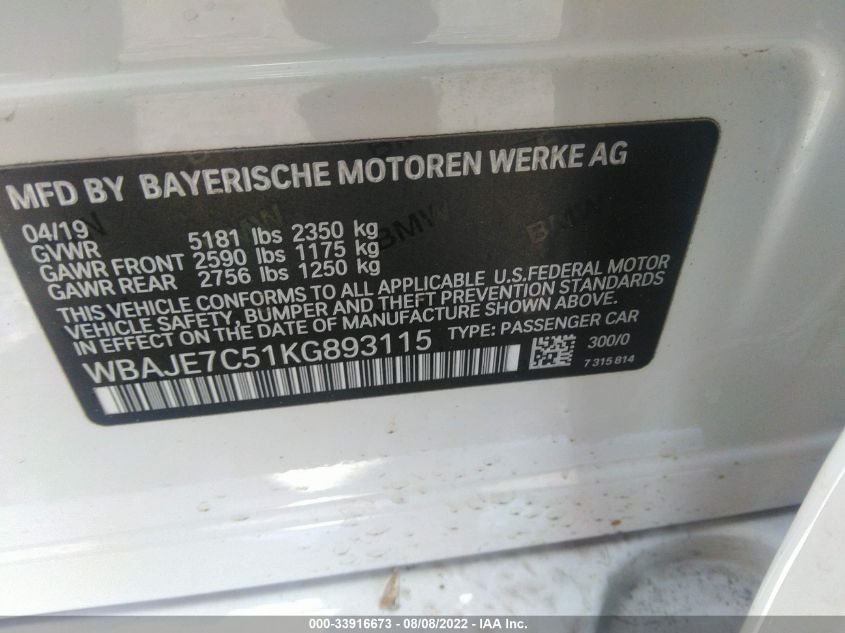 MFD BY BAYERISCHE MOTOREN WERKE AG
04/19
GVWR 5181 lbs 2350 kg
GAWR FRONT 2590 lbs 1175 kg
GAWR REAR 2756 lbs 1250 kg
THIS VEHICLE CONFORMS TO ALL APPLICABLE U.S.FEDERAL MOTOR
VEHICLE SAFETY, BUMPER AND THEFT PREVENTION STANDARDS
IN EFFECT ON THE DATE OF MANUFACTURE SHOWN ABOVE.
WBAJE7C51KG893115 TYPE: PASSENGER CAR
300/0
7 315 814
BMW
BMW
BMW
000-33916673 - 08/08/2022 - IAA Inc.